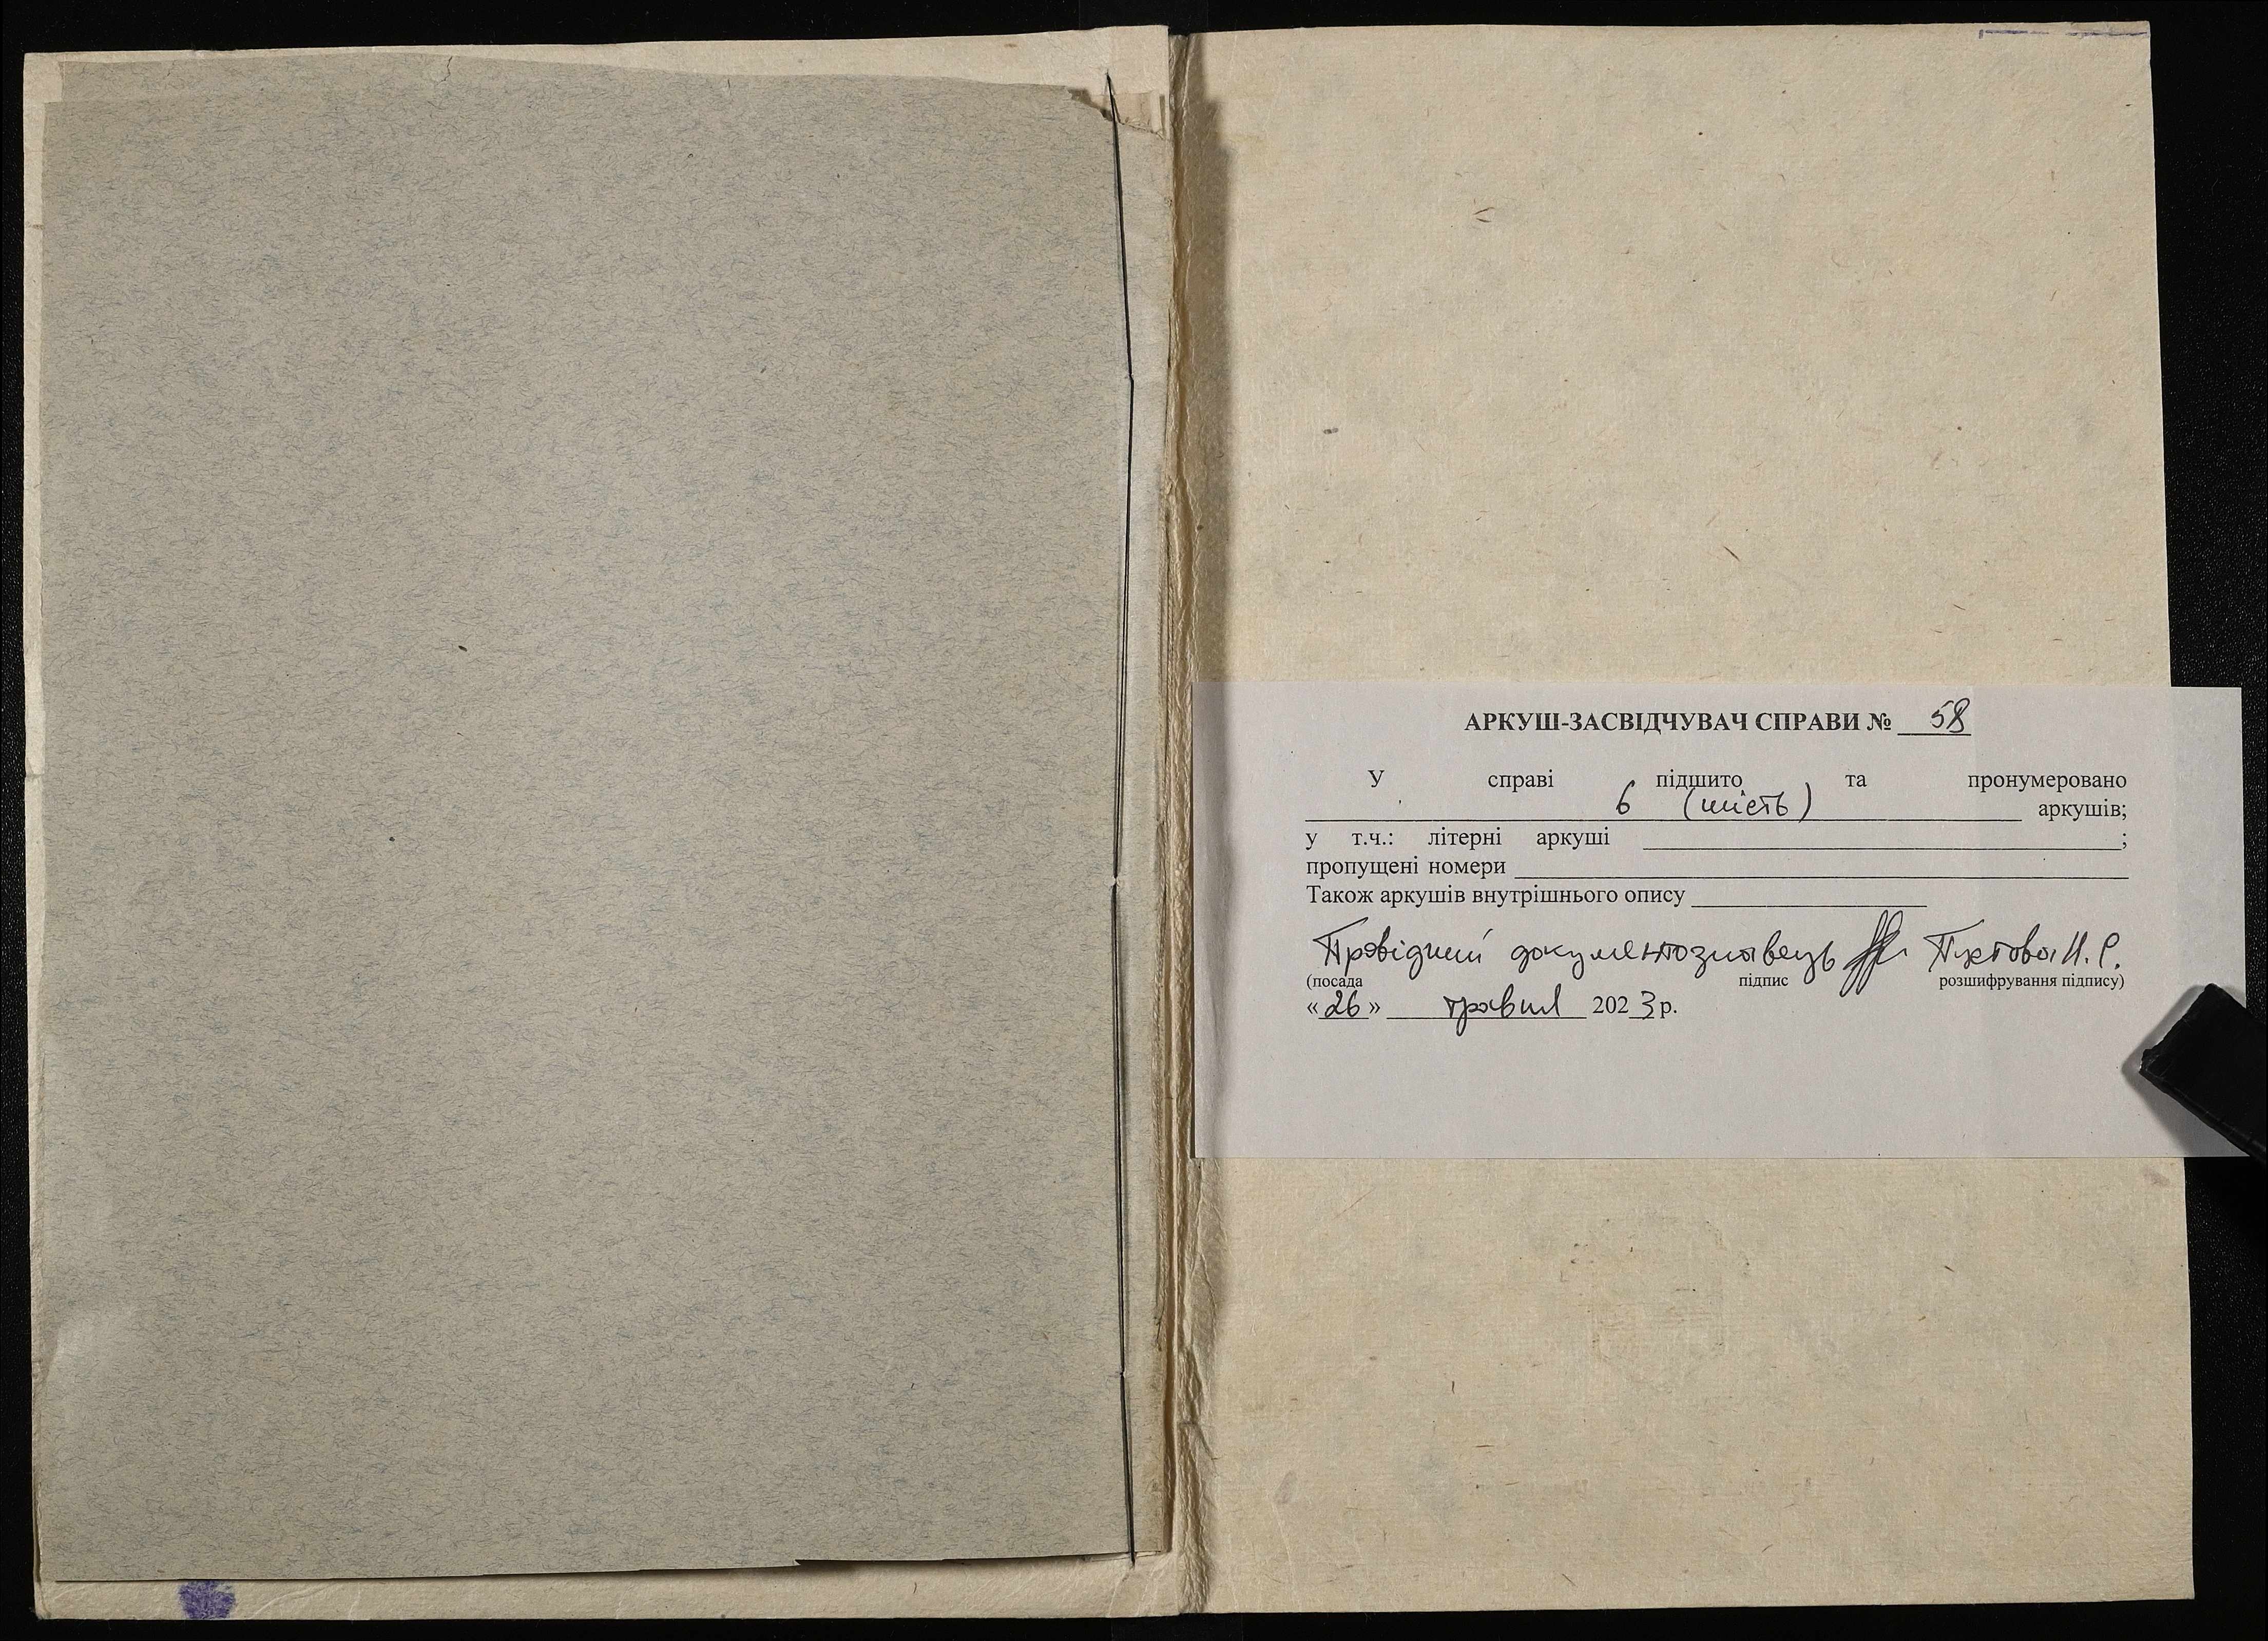 АРКУШ-ЗАСВІДЧУВАЧ СПРАВИ № 58
У справі підшито та пронумеровано
6 (шість) аркушів;
у т.ч.: літерні аркуші ;
пропущені номери
Також аркушів внутрішнього опису
Провідний документознавець
(посада підпис розшифрування підпису)
« 26 » травня 2023 р.